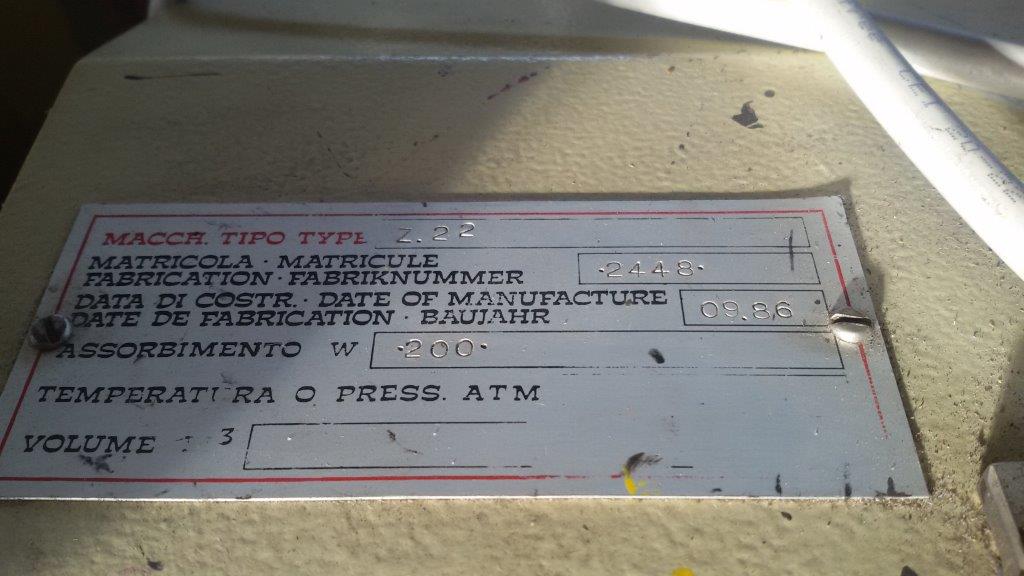 MACCH. TIPO TYPE Z.22
MATRICOLA · MATRICULE
FABRICATION · FABRIKNUMMER ·2448·
DATA DI COSTR. · DATE OF MANUFACTURE
DATE DE FABRICATION · BAUJAHR 09.86
ASSORBIMENTO W ·200·
TEMPERATURA O PRESS. ATM
VOLUME 3